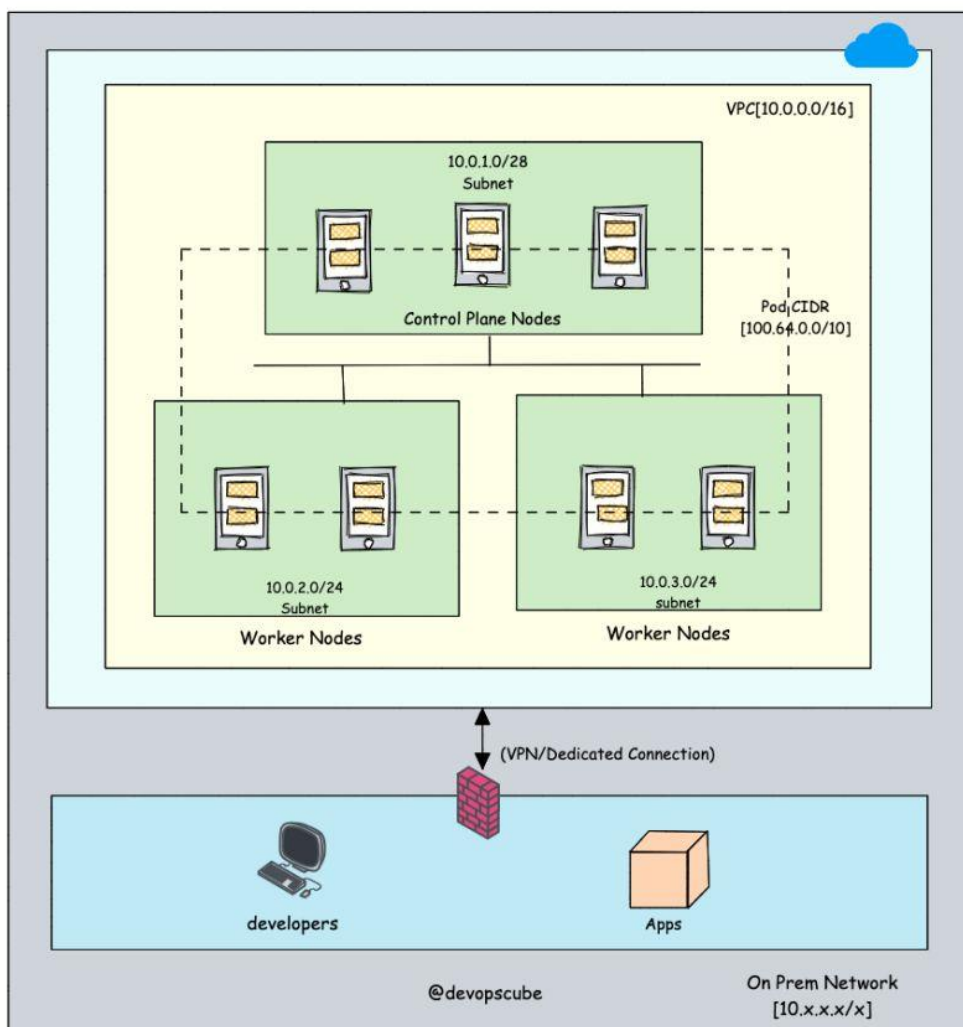 VPC[10.0.0.0/16]
10.0.1.0/28
Subnet
Control Plane Nodes
Pod CIDR
[100.64.0.0/10]
10.0.2.0/24
Subnet
Worker Nodes
10.0.3.0/24
subnet
Worker Nodes
(VPN/Dedicated Connection)
developers
Apps
@devopscube
On Prem Network
[10.x.x.x/x]